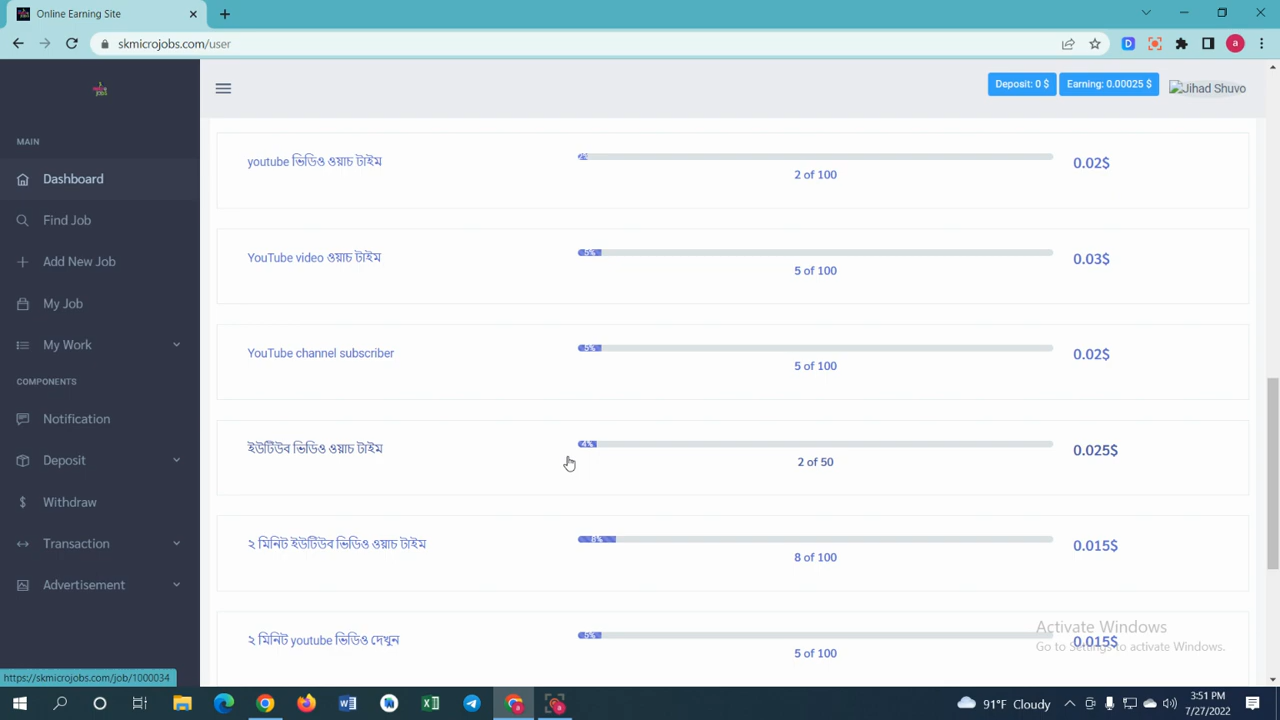 Online Earning Site
skmicrojobs.com/user
D
a
Deposit: 0 $
Earning: 0.00025 $
Jihad Shuvo
MAIN
Dashboard
Find Job
Add New Job
My Job
My Work
COMPONENTS
Notification
Deposit
Withdraw
Transaction
Advertisement
youtube ভিডিও ওয়াচ টাইম
2 of 100
0.02$
YouTube video ওয়াচ টাইম
5%
5 of 100
0.03$
YouTube channel subscriber
5%
5 of 100
0.02$
ইউটিউব ভিডিও ওয়াচ টাইম
4%
2 of 50
0.025$
২ মিনিট ইউটিউব ভিডিও ওয়াচ টাইম
8%
8 of 100
0.015$
২ মিনিট youtube ভিডিও দেখুন
5%
5 of 100
0.015$
Activate Windows
Go to Settings to activate Windows.
https://skmicrojobs.com/job/1000034
91°F Cloudy
3:51 PM
7/27/2022